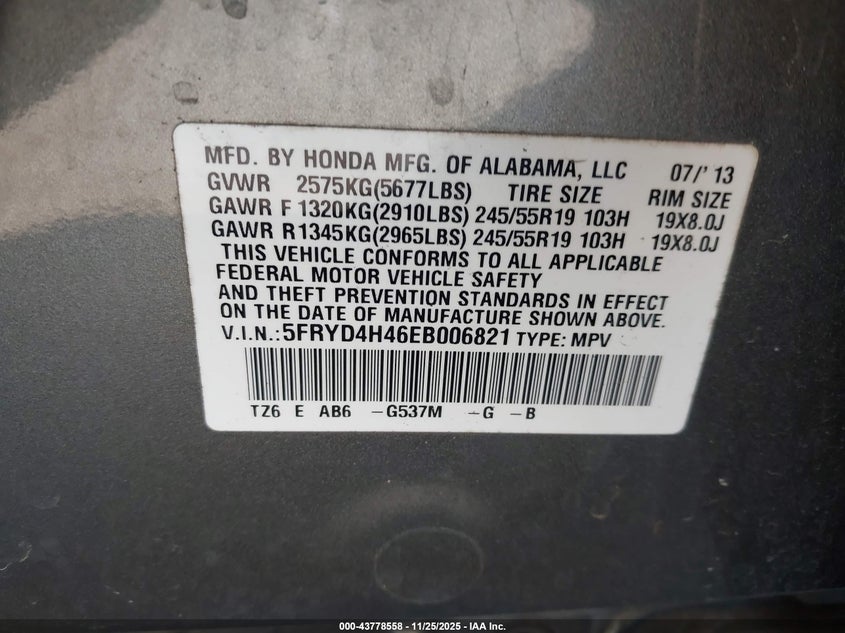 MFD. BY HONDA MFG. OF ALABAMA, LLC 07/'13
GVWR 2575KG(5677LBS) TIRE SIZE RIM SIZE
GAWR F 1320KG(2910LBS) 245/55R19 103H 19X8.0J
GAWR R1345KG(2965LBS) 245/55R19 103H 19X8.0J
THIS VEHICLE CONFORMS TO ALL APPLICABLE
FEDERAL MOTOR VEHICLE SAFETY
AND THEFT PREVENTION STANDARDS IN EFFECT
ON THE DATE OF MANUFACTURE SHOWN ABOVE.
V.I.N.:5FRYD4H46EB006821 TYPE: MPV
TZ6 E AB6 -G537M -G -B
000-43778558 - 11/25/2025 - IAA Inc.